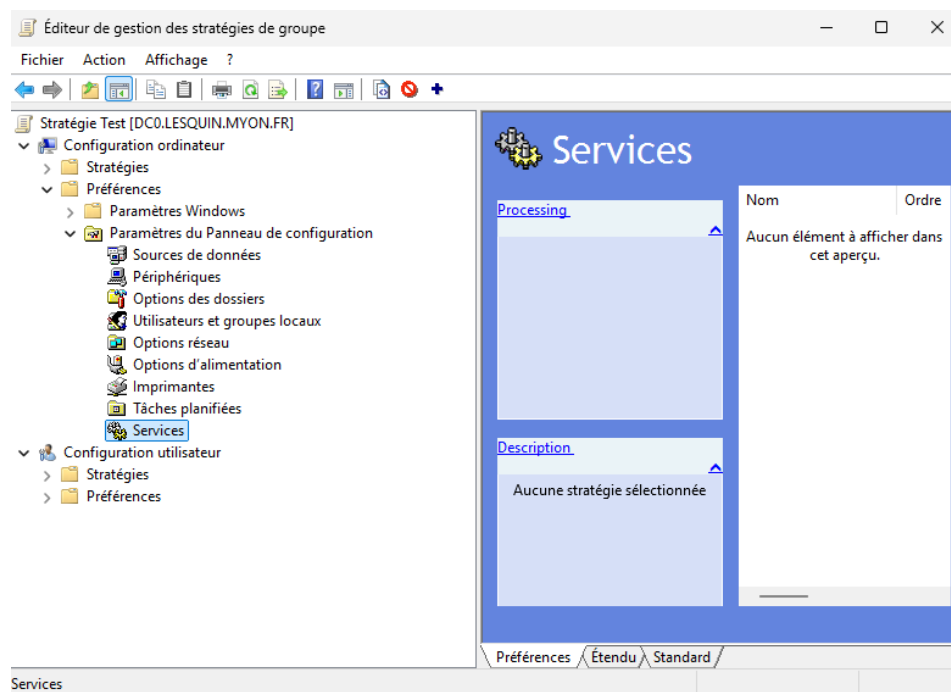 Éditeur de gestion des stratégies de groupe
Fichier Action Affichage ?
Stratégie Test [DC0.LESQUIN.MYON.FR]
Configuration ordinateur
Stratégies
Préférences
Paramètres Windows
Paramètres du Panneau de configuration
Sources de données
Périphériques
Options des dossiers
Utilisateurs et groupes locaux
Options réseau
Options d'alimentation
Imprimantes
Tâches planifiées
Services
Configuration utilisateur
Stratégies
Préférences
Services
Processing
Description
Aucune stratégie sélectionnée
Nom Ordre
Aucun élément à afficher dans
cet aperçu.
Préférences Étendu Standard
Services